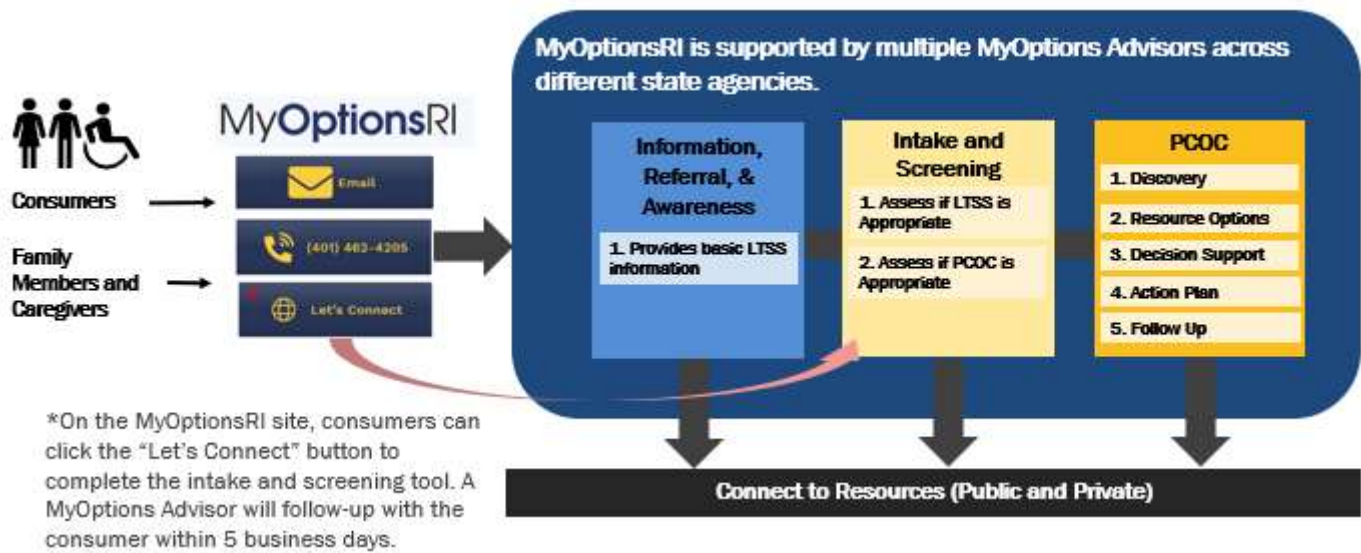 MyOptionsRI is supported by multiple MyOptions Advisors across
different state agencies.
MyOptionsRI
Email
(401) 462-4205
Let's Connect
Consumers
Family
Members and
Caregivers
Information,
Referral, &
Awareness
1. Provides basic LTSS
information
Intake and
Screening
1. Assess if LTSS is
Appropriate
2. Assess if PCOC is
Appropriate
PCOC
1. Discovery
2. Resource Options
3. Decision Support
4. Action Plan
5. Follow Up
*On the MyOptionsRI site, consumers can
click the “Let’s Connect” button to
complete the intake and screening tool. A
MyOptions Advisor will follow-up with the
consumer within 5 business days.
Connect to Resources (Public and Private)